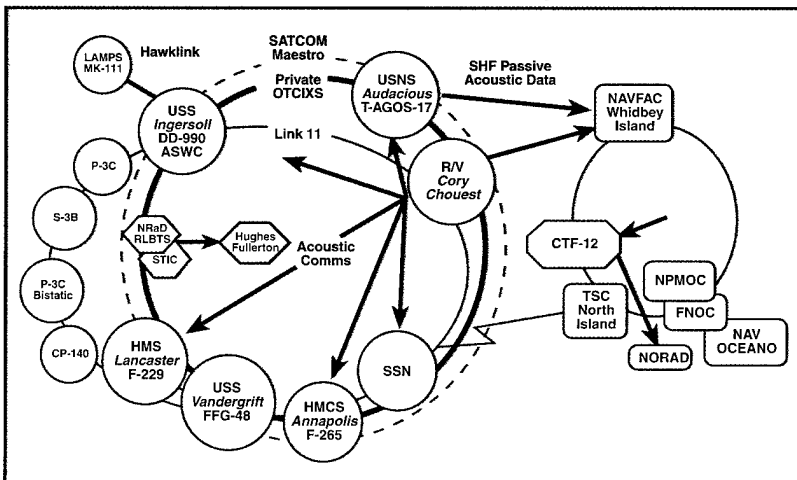 LAMPS
MK-111
Hawklink
SATCOM
Maestro
Private
OTCIXS
USNS
Audacious
T-AGOS-17
SHF Passive
Acoustic Data
NAVFAC
Whidbey
Island
USS
Ingersoll
DD-990
ASWC
Link 11
R/V
Cory
Chouest
P-3C
S-3B
P-3C
Bistatic
CP-140
NRaD
RLBTS
STIC
Hughes
Fullerton
Acoustic
Comms
CTF-12
TSC
North
Island
NPMOC
FNOC
NAV
OCEANO
NORAD
HMS
Lancaster
F-229
USS
Vandergrift
FFG-48
HMCS
Annapolis
F-265
SSN